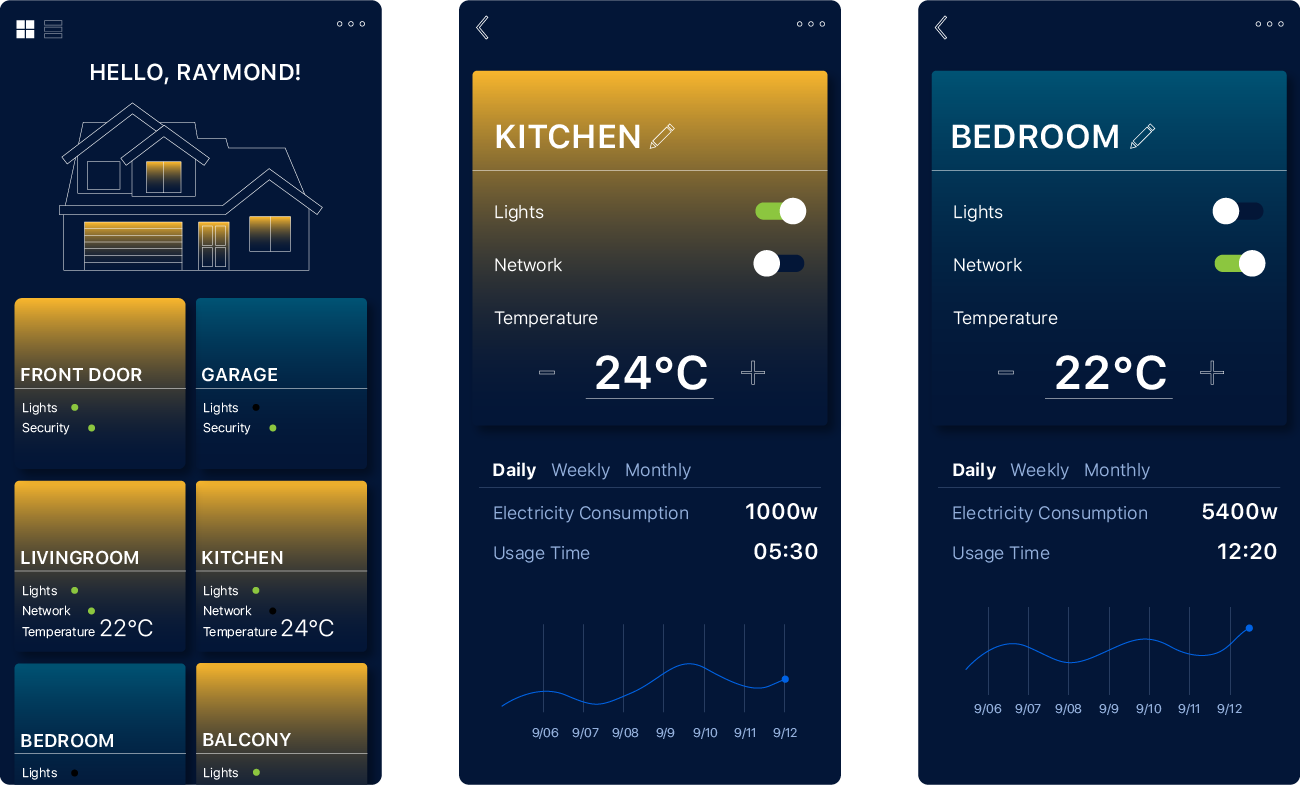 HELLO, RAYMOND!
FRONT DOOR
Lights
Security
GARAGE
Lights
Security
LIVINGROOM
Lights
Network
Temperature 22°C
KITCHEN
Lights
Network
Temperature 24°C
BEDROOM
Lights
BALCONY
Lights
KITCHEN
Lights
Network
Temperature
24°C
Daily Weekly Monthly
Electricity Consumption 1000w
Usage Time 05:30
9/06 9/07 9/08 9/9 9/10 9/11 9/12
BEDROOM
Lights
Network
Temperature
22°C
Daily Weekly Monthly
Electricity Consumption 5400w
Usage Time 12:20
9/06 9/07 9/08 9/9 9/10 9/11 9/12